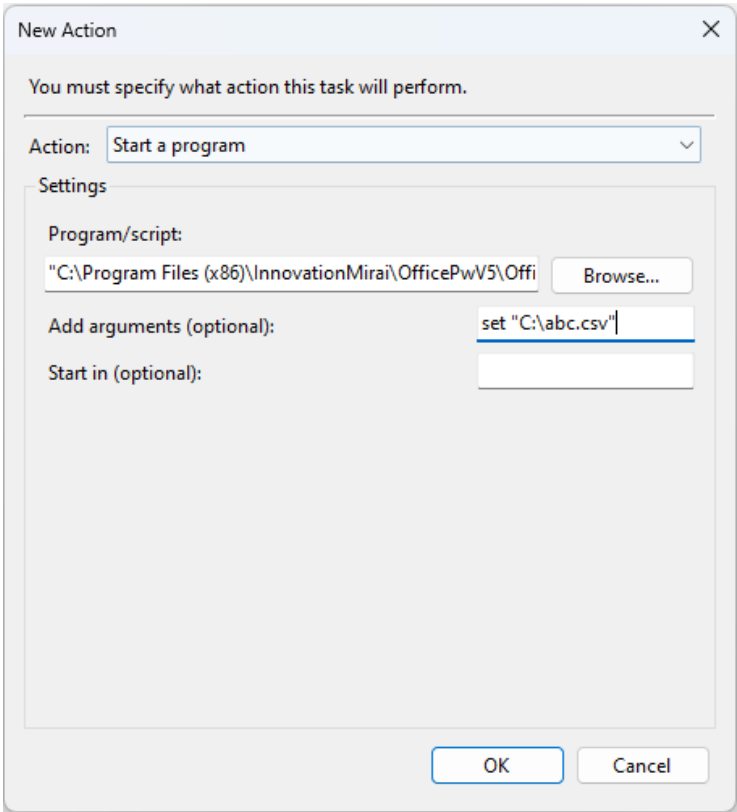 New Action
You must specify what action this task will perform.
Action: Start a program
Settings
Program/script:
"C:\Program Files (x86)\InnovationMirai\OfficePwV5\Offi Browse...
Add arguments (optional): set "C:\abc.csv"
Start in (optional):
OK Cancel